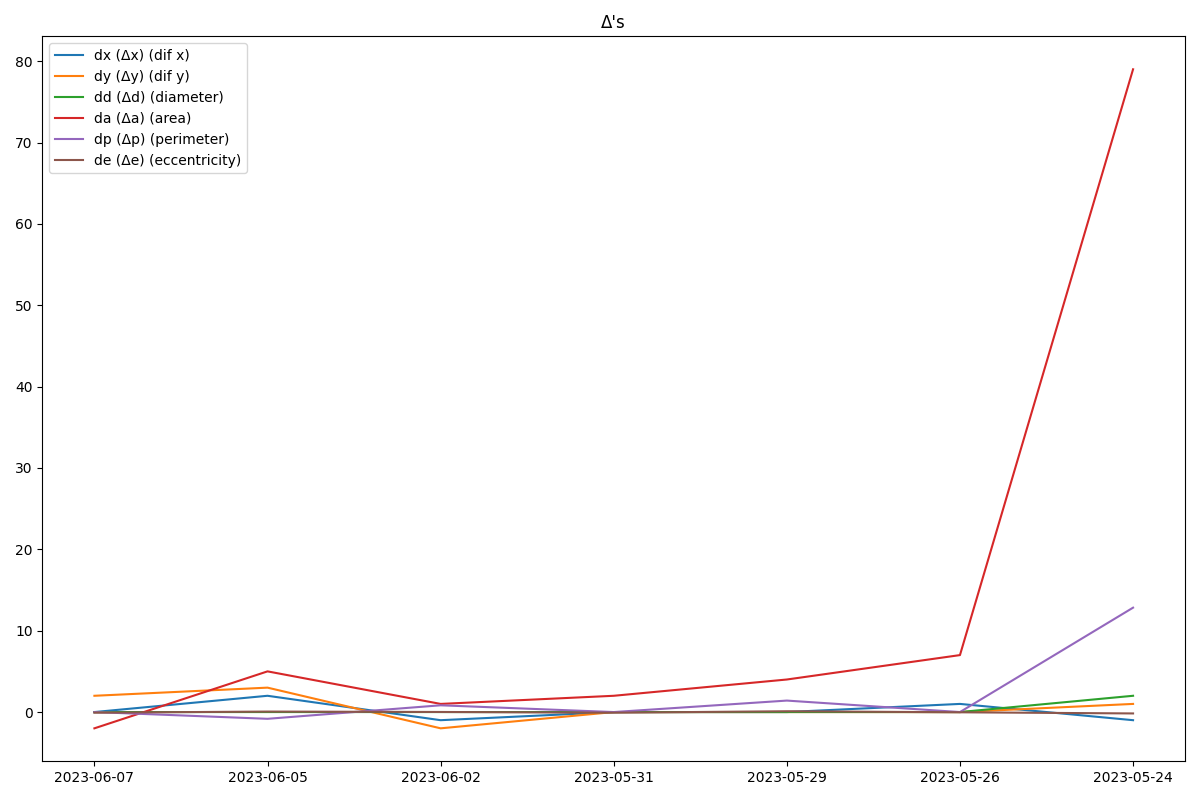 Δ's
dx (Δx) (dif x)
dy (Δy) (dif y)
dd (Δd) (diameter)
da (Δa) (area)
dp (Δp) (perimeter)
de (Δe) (eccentricity)
80
70
60
50
40
30
20
10
0
2023-06-07 2023-06-05 2023-06-02 2023-05-31 2023-05-29 2023-05-26 2023-05-24